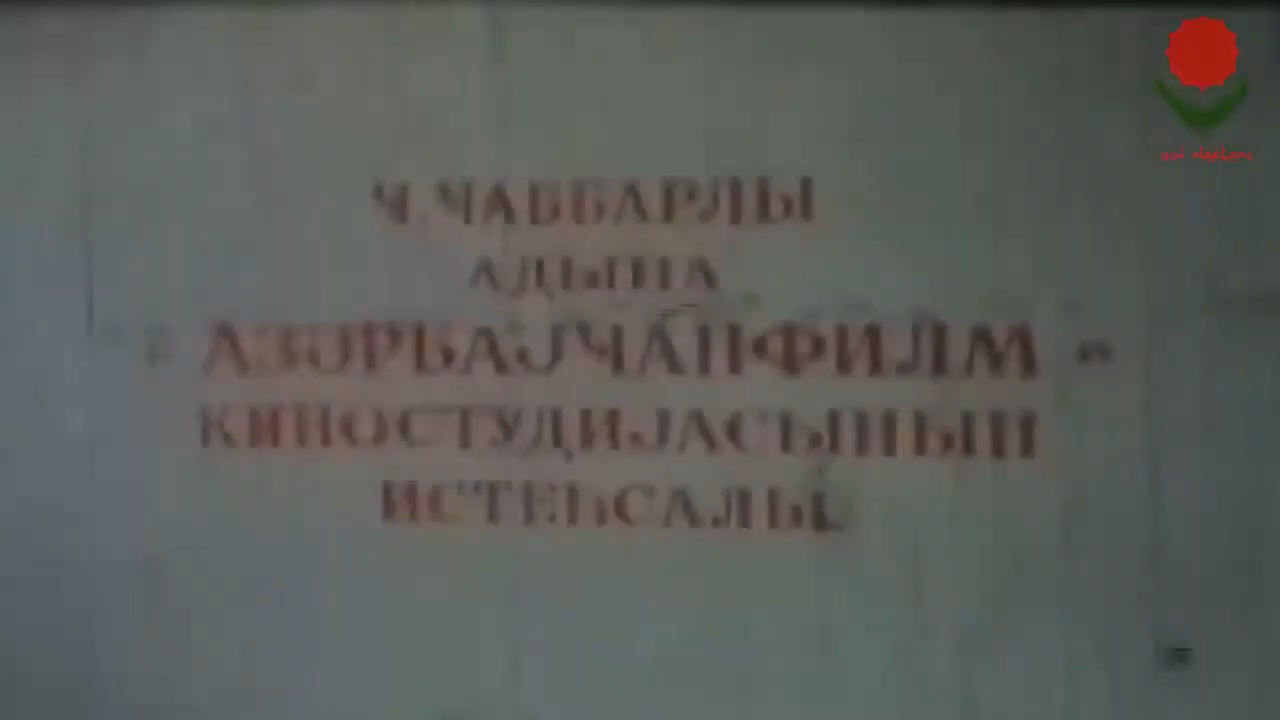 Ҹ. ҸАББАРЛЫ
АДЫНА
"АЗӘРБАЈҸАНФИЛМ"
КИНОСТУДИЈАСЫНЫН
ИСТЕҺСАЛЫ